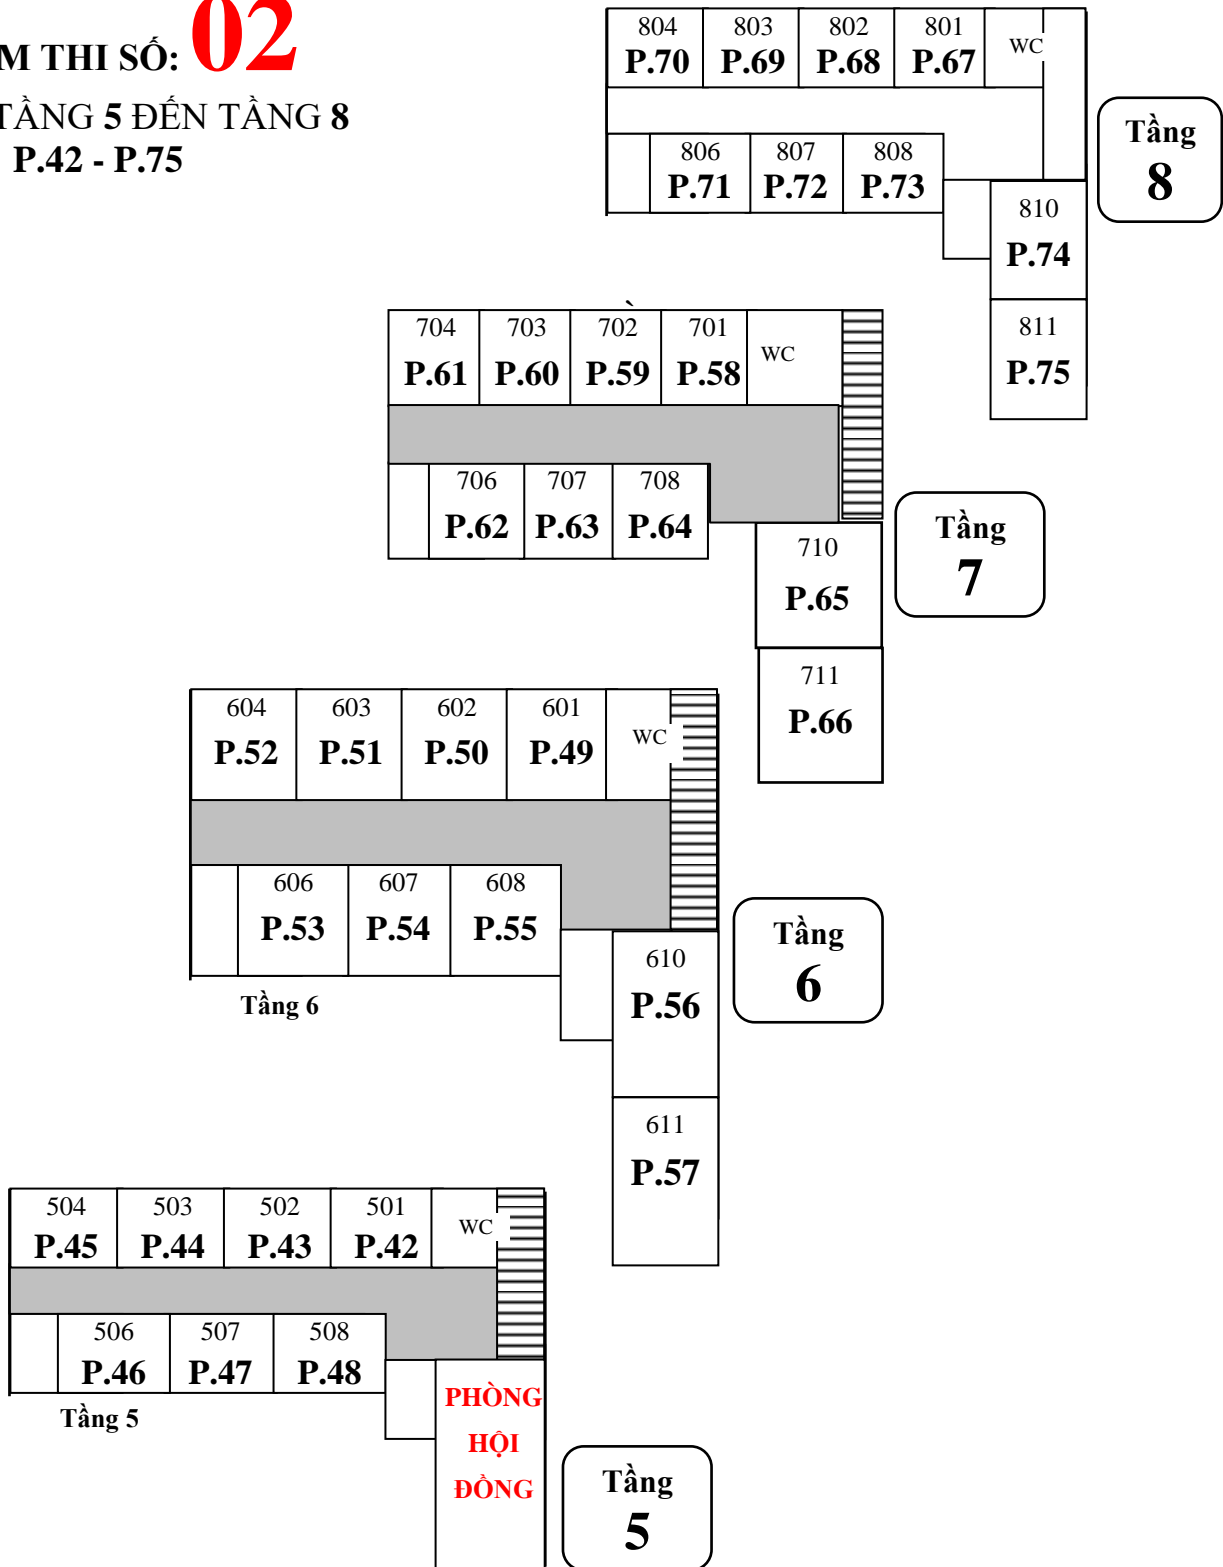 M THI SỐ: 02
TẦNG 5 ĐẾN TẦNG 8
P.42 - P.75
804 803 802 801 WC
P.70 P.69 P.68 P.67
806 807 808
P.71 P.72 P.73
810
P.74
811
P.75
Tầng
8
704 703 702 701 WC
P.61 P.60 P.59 P.58
706 707 708
P.62 P.63 P.64
710
P.65
711
P.66
Tầng
7
604 603 602 601 WC
P.52 P.51 P.50 P.49
606 607 608
P.53 P.54 P.55
Tầng 6
610
P.56
611
P.57
Tầng
6
504 503 502 501 WC
P.45 P.44 P.43 P.42
506 507 508
P.46 P.47 P.48
Tầng 5
PHÒNG
HỘI
ĐỒNG
Tầng
5